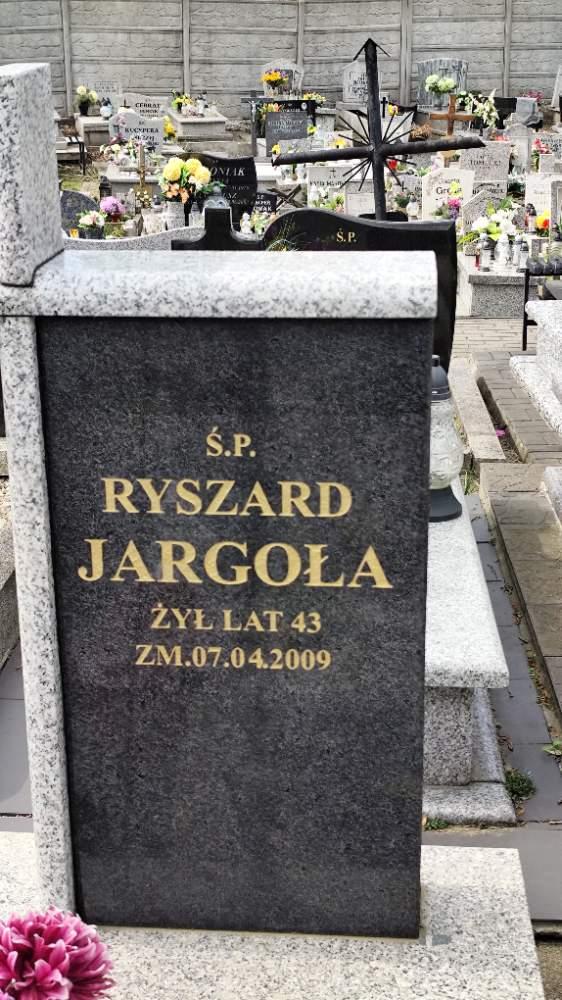 Ś.P.
Ś.P.
RYSZARD
JARGOŁA
ŻYŁ LAT 43
ZM.07.04.2009